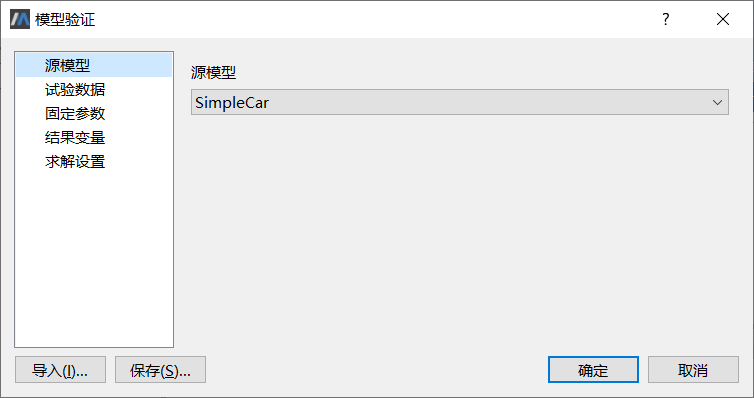 模型验证
?
源模型
试验数据
固定参数
结果变量
求解设置
源模型
SimpleCar
导入(I)...
保存(S)...
确定
取消